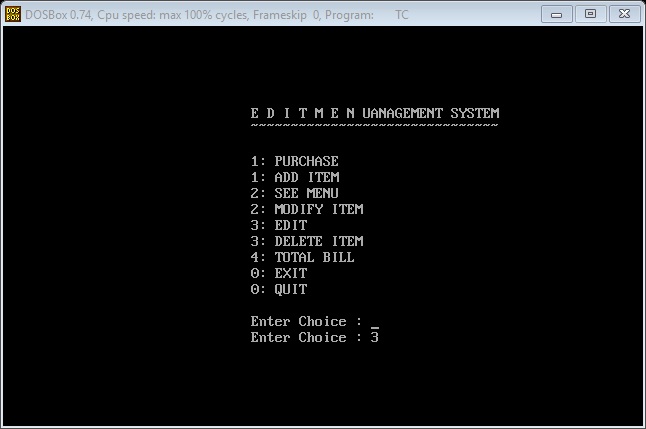 DOS
BOX
DOSBox 0.74, Cpu speed: max 100% cycles, Frameskip 0, Program: TC
E D I T M E N UANAGEMENT SYSTEM
~~~~~~~~~~~~~~~~~~~~~~~~~~~~~~~
1: PURCHASE
1: ADD ITEM
2: SEE MENU
2: MODIFY ITEM
3: EDIT
3: DELETE ITEM
4: TOTAL BILL
0: EXIT
0: QUIT
Enter Choice : _
Enter Choice : 3